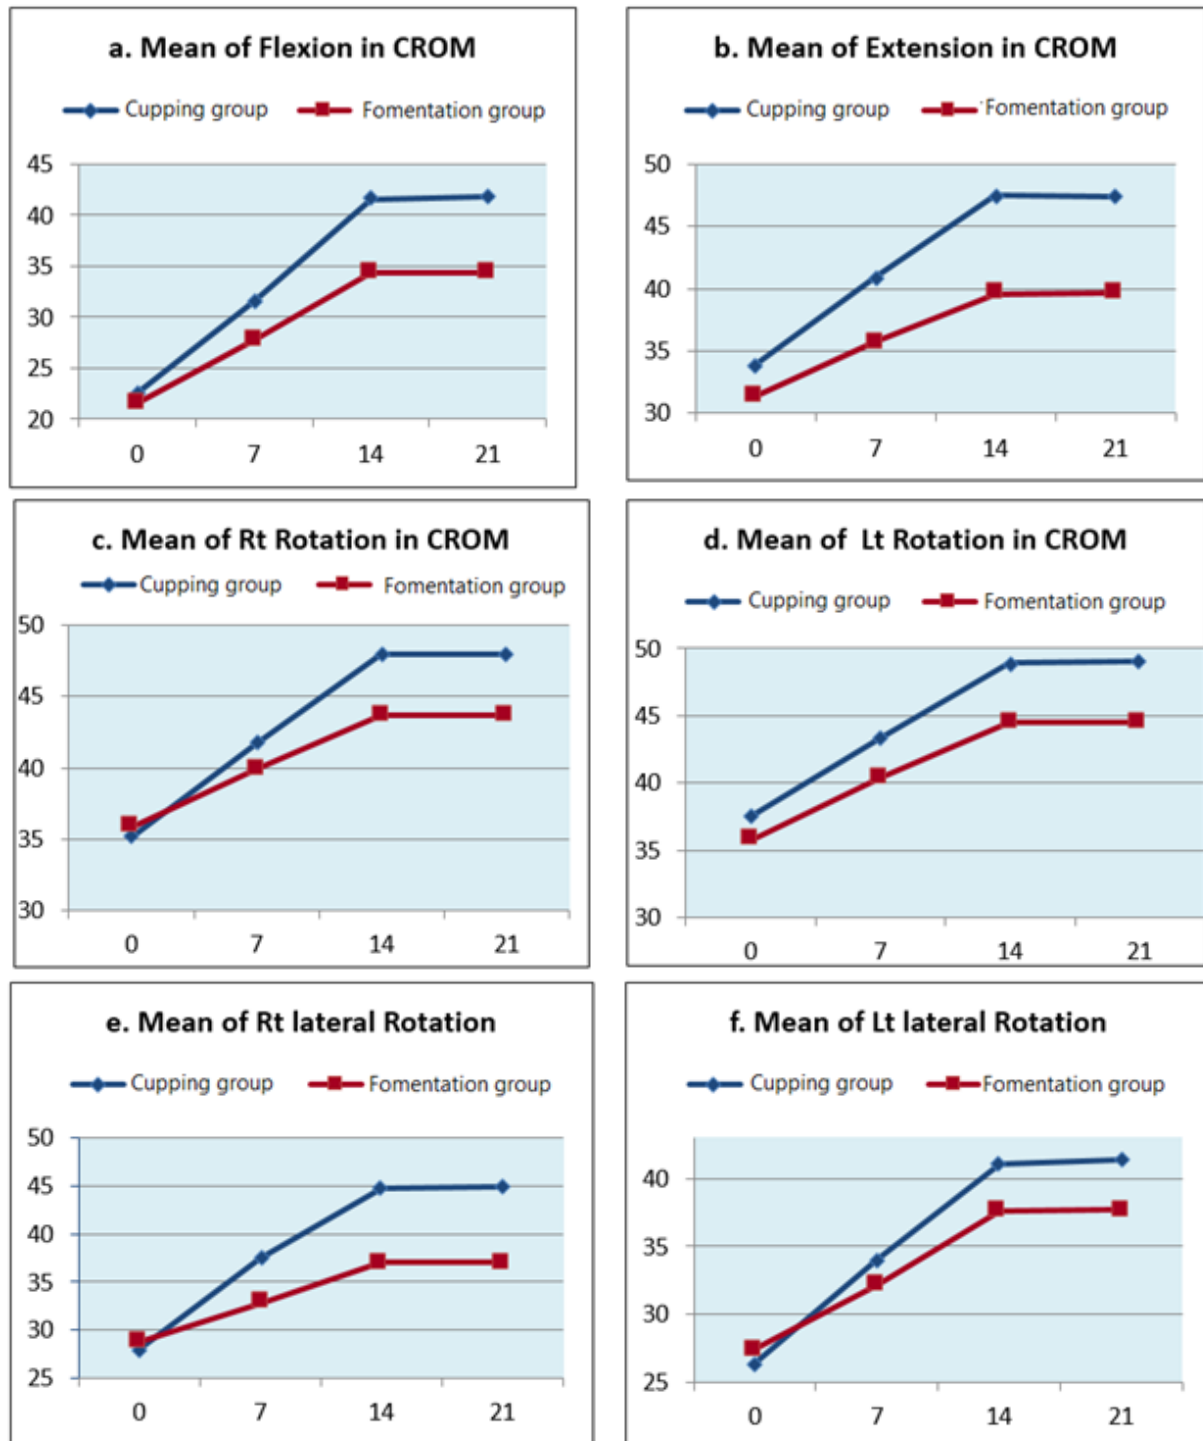 a. Mean of Flexion in CROM
Cupping group Fomentation group
45
40
35
30
25
20
0 7 14 21
b. Mean of Extension in CROM
Cupping group Fomentation group
50
45
40
35
30
0 7 14 21
c. Mean of Rt Rotation in CROM
Cupping group Fomentation group
50
45
40
35
30
0 7 14 21
d. Mean of Lt Rotation in CROM
Cupping group Fomentation group
50
45
40
35
30
0 7 14 21
e. Mean of Rt lateral Rotation
Cupping group Fomentation group
50
45
40
35
30
25
0 7 14 21
f. Mean of Lt lateral Rotation
Cupping group Fomentation group
40
35
30
25
0 7 14 21